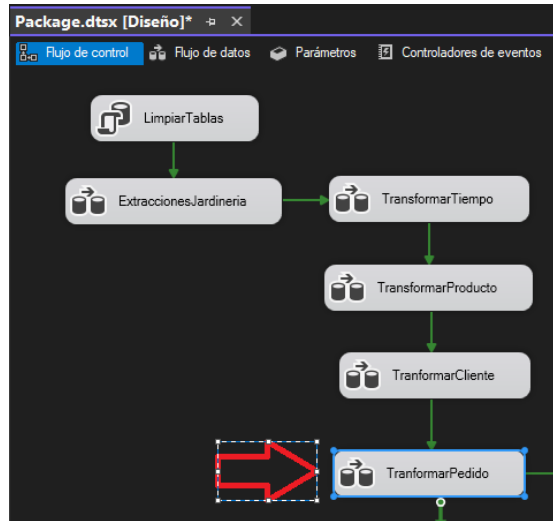 Package.dtsx [Diseño]*
Flujo de control Flujo de datos Parámetros Controladores de eventos
LimpiarTablas
ExtraccionesJardineria
TransformarTiempo
TransformarProducto
TranformarCliente
TranformarPedido